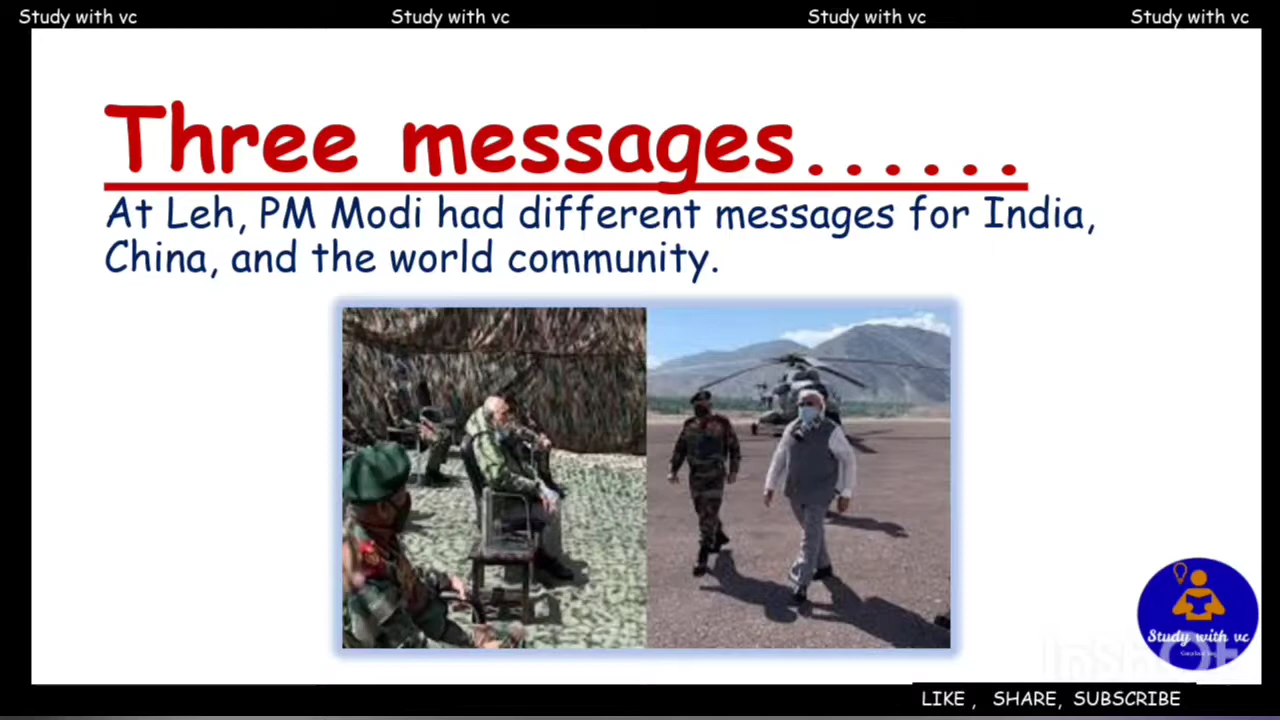 Study with vc Study with vc Study with vc Study with vc
Three messages......
At Leh, PM Modi had different messages for India,
China, and the world community.
Study with vc
LIKE , SHARE, SUBSCRIBE